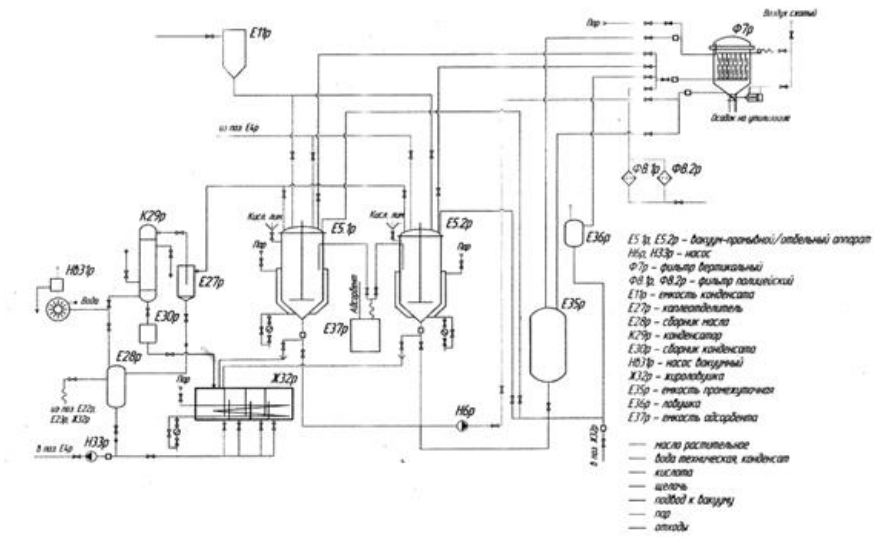 Пар
Воздух сжатый
Ф7р
Е11р
Осадок на утилизацию
из поз. Е4р
Ф8.1р
Ф8.2р
К29р
Кисл. лим.
Е5.1р
Кисл. лим.
Е5.2р
Пар
Пар
Е36р
Нв31р
Вода
Е27р
Адсорбент
Е35р
Е30р
Е37р
Е28р
Пар
Ж32р
из поз. Е22р,
Е23р, Ж32р
Н6р
В поз. Е4р
Н33р
В поз. Ж32р
Е5.1р, Е5.2р – вакуум-промывной/отбельный аппарат
Н6р, Н33р – насос
Ф7р – фильтр вертикальный
Ф8.1р, Ф8.2р – фильтр полицейский
Е11р – емкость конденсата
Е27р – каплеотделитель
Е28р – сборник масла
К29р – конденсатор
Е30р – сборник конденсата
Нв31р – насос вакуумный
Ж32р – жироловушка
Е35р – емкость промежуточная
Е36р – ловушка
Е37р – емкость адсорбента
масло растительное
вода техническая, конденсат
кислота
щелочь
подвод к вакууму
пар
отходы